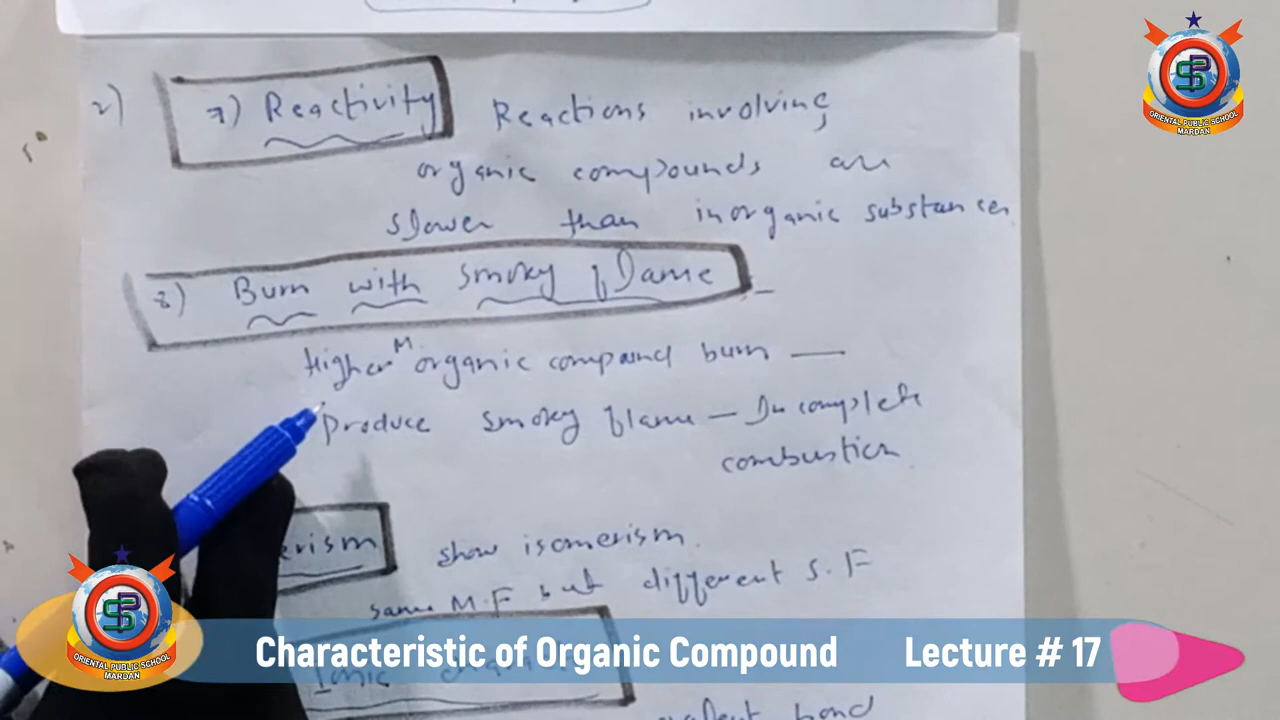 ORIENTAL PUBLIC SCHOOL
MARDAN
2)
7) Reactivity Reactions involving
organic compounds are
slower than inorganic substances
8) Burn with smoky flame
Higher M organic compound burn —
Produce smoky flame — Incomplete
combustion
erism show isomerism
same M.F but different S.F
Characteristic of Organic Compound Lecture # 17
Ionic
bond
ORIENTAL PUBLIC SCHOOL
MARDAN